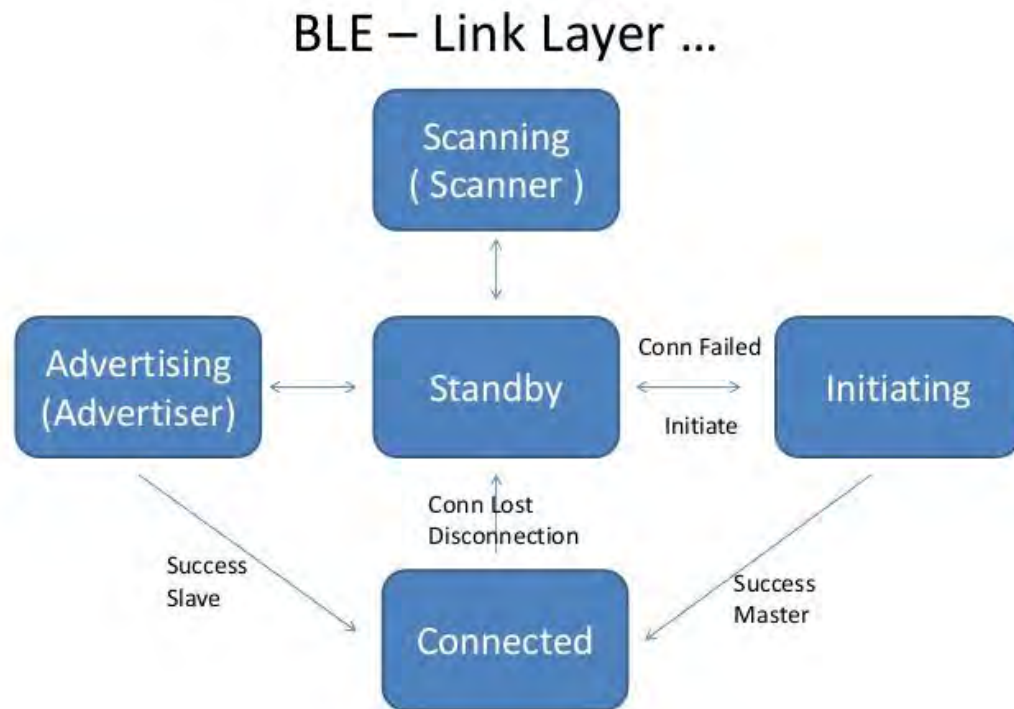 BLE – Link Layer ...
Scanning
( Scanner )
Advertising
(Advertiser)
Standby
Conn Failed
Initiate
Initiating
Conn Lost
Disconnection
Success
Slave
Success
Master
Connected